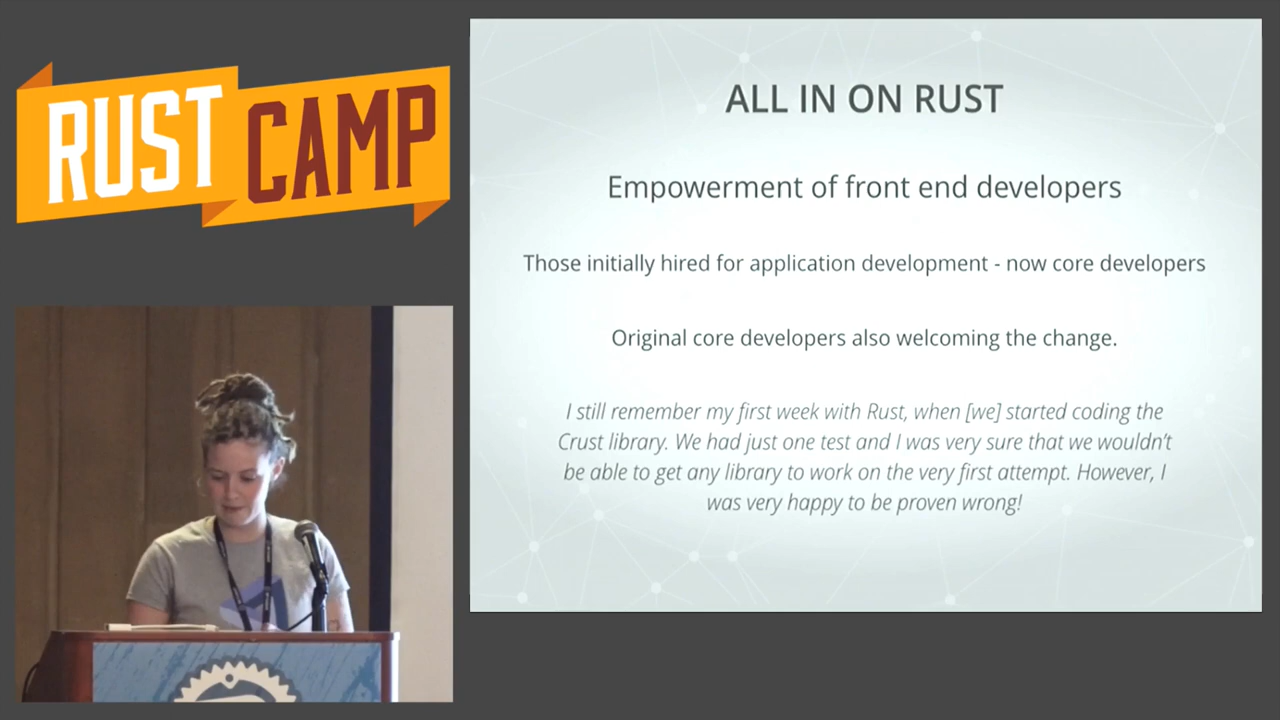 RUST CAMP
ALL IN ON RUST
Empowerment of front end developers
Those initially hired for application development - now core developers
Original core developers also welcoming the change.
I still remember my first week with Rust, when [we] started coding the
Crust library. We had just one test and I was very sure that we wouldn't
be able to get any library to work on the very first attempt. However, I
was very happy to be proven wrong!